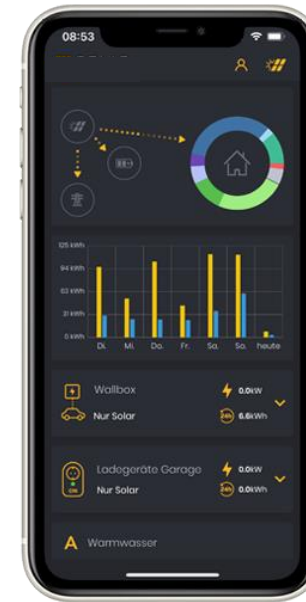 08:53
125 kWh
94 kWh
63 kWh
31 kWh
0 kWh
Di. Mi. Do. Fr. Sa. So. heute
Wallbox 0.0kW
Nur Solar 24h 6.6kWh
Ladegeräte Garage 0.0kW
ON Nur Solar 24h 0.0kWh
A Warmwasser